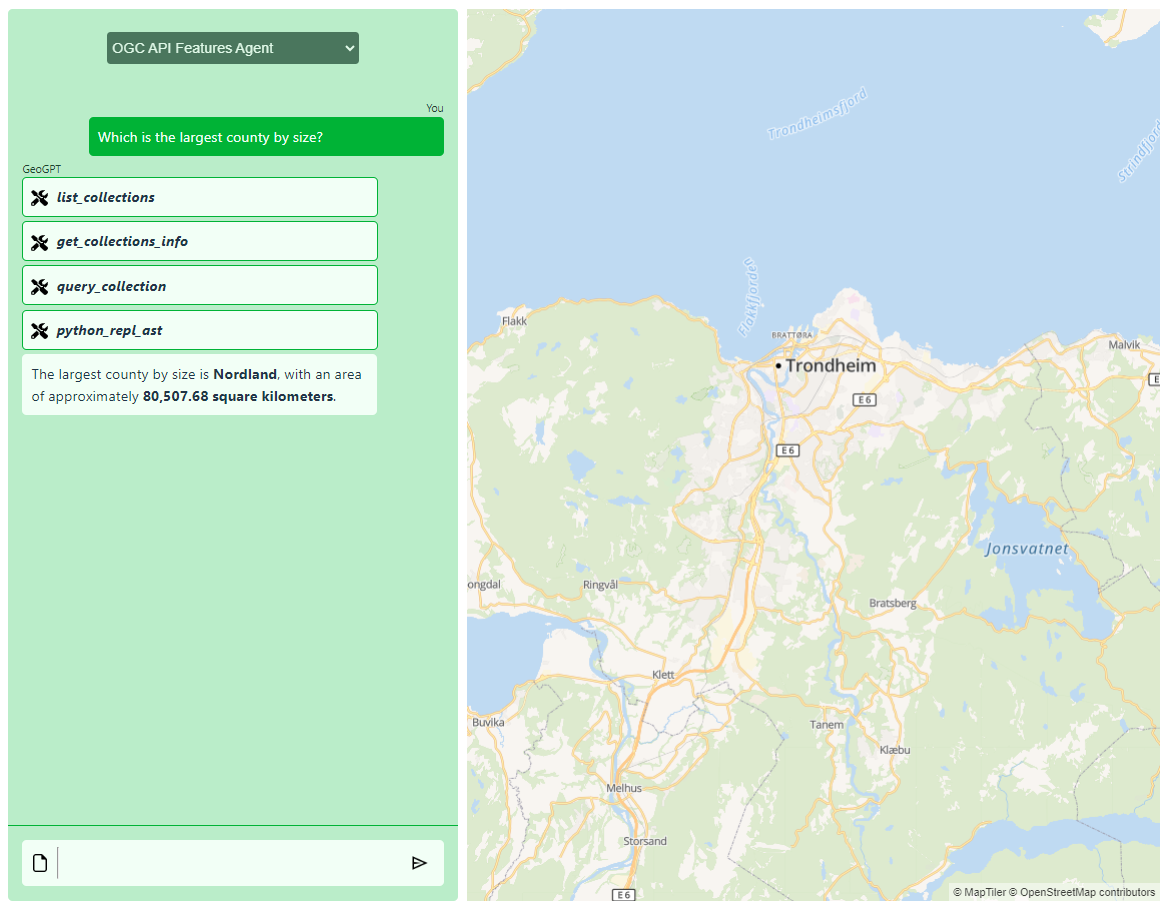 OGC API Features Agent
You
Which is the largest county by size?
GeoGPT
list_collections
get_collections_info
query_collection
python_repl_ast
The largest county by size is Nordland, with an area
of approximately 80,507.68 square kilometers.
Trondheimsfjord
Strindfjord
Flakkfjorden
Flakk
BRATTØRA
Malvik
Trondheim
E
E6
E6
Jonsvatnet
ongdal
Ringvål
Bratsberg
Klett
Buvika
Tanem
Klæbu
Melhus
Storsand
E6
© MapTiler © OpenStreetMap contributors